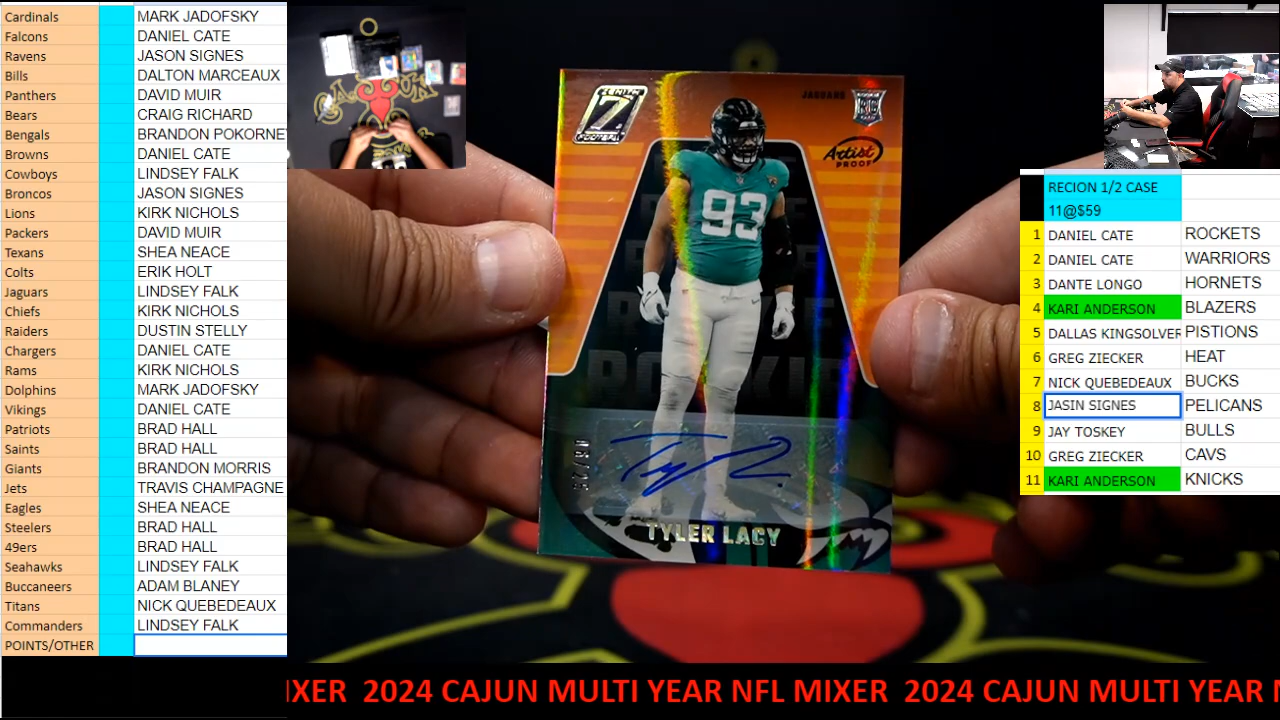 Cardinals MARK JADOFSKY
Falcons DANIEL CATE
Ravens JASON SIGNES
Bills DALTON MARCEAUX
Panthers DAVID MUIR
Bears CRAIG RICHARD
Bengals BRANDON POKORNE
Browns DANIEL CATE
Cowboys LINDSEY FALK
Broncos JASON SIGNES
Lions KIRK NICHOLS
Packers DAVID MUIR
Texans SHEA NEACE
Colts ERIK HOLT
Jaguars LINDSEY FALK
Chiefs KIRK NICHOLS
Raiders DUSTIN STELLY
Chargers DANIEL CATE
Rams KIRK NICHOLS
Dolphins MARK JADOFSKY
Vikings DANIEL CATE
Patriots BRAD HALL
Saints BRAD HALL
Giants BRANDON MORRIS
Jets TRAVIS CHAMPAGNE
Eagles SHEA NEACE
Steelers BRAD HALL
49ers BRAD HALL
Seahawks LINDSEY FALK
Buccaneers ADAM BLANEY
Titans NICK QUEBEDEAUX
Commanders LINDSEY FALK
POINTS/OTHER
ZENITH
Z
FOOTBALL
JAGUARS
RC
Artist
PROOF
93
ROOKIE
TYLER LACY
RECION 1/2 CASE
11@$59
1 DANIEL CATE ROCKETS
2 DANIEL CATE WARRIORS
3 DANTE LONGO HORNETS
4 KARI ANDERSON BLAZERS
5 DALLAS KINGSOLVER PISTIONS
6 GREG ZIECKER HEAT
7 NICK QUEBEDEAUX BUCKS
8 JASIN SIGNES PELICANS
9 JAY TOSKEY BULLS
10 GREG ZIECKER CAVS
11 KARI ANDERSON KNICKS
IXER 2024 CAJUN MULTI YEAR NFL MIXER 2024 CAJUN MULTI YEAR